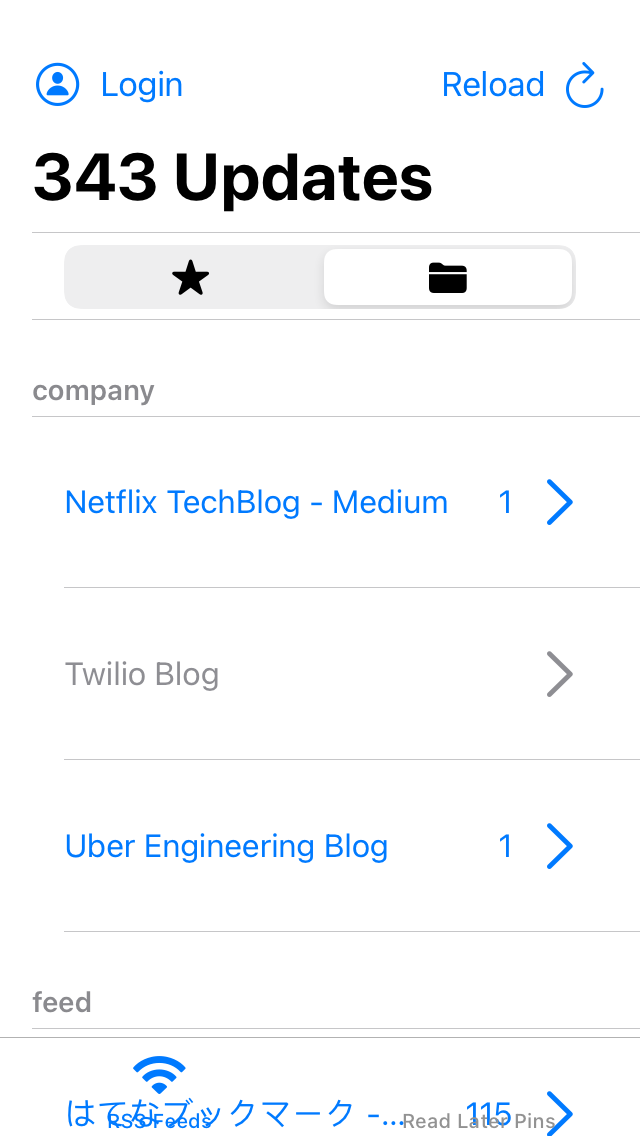 Login
Reload
343 Updates
company
Netflix TechBlog - Medium 1
Twilio Blog
Uber Engineering Blog 1
feed
はてなブックマーク -... 115
RSS Feeds
Read Later Pins